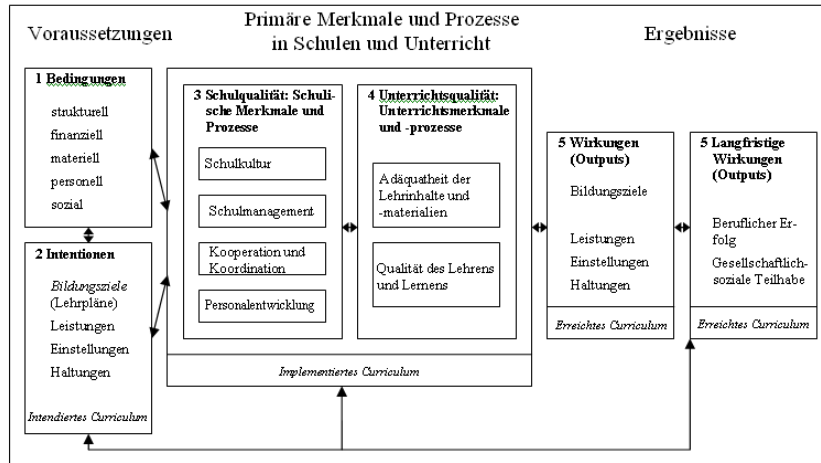 Voraussetzungen
Primäre Merkmale und Prozesse
in Schulen und Unterricht
Ergebnisse
1 Bedingungen
strukturell
finanziell
materiell
personell
sozial
2 Intentionen
Bildungsziele
(Lehrpläne)
Leistungen
Einstellungen
Haltungen
Intendiertes Curriculum
3 Schulqualität: Schuli-
sche Merkmale und
Prozesse
Schulkultur
Schulmanagement
Kooperation und
Koordination
Personalentwicklung
4 Unterrichtsqualität:
Unterrichtsmerkmale
und -prozesse
Adäquatheit der
Lehrinhalte und
-materialien
Qualität des Lehrens
und Lernens
Implementiertes Curriculum
5 Wirkungen
(Outputs)
Bildungsziele
Leistungen
Einstellungen
Haltungen
Erreichtes Curriculum
5 Langfristige
Wirkungen
(Outputs)
Beruflicher Er-
folg
Gesellschaftlich-
soziale Teilhabe
Erreichtes Curriculum